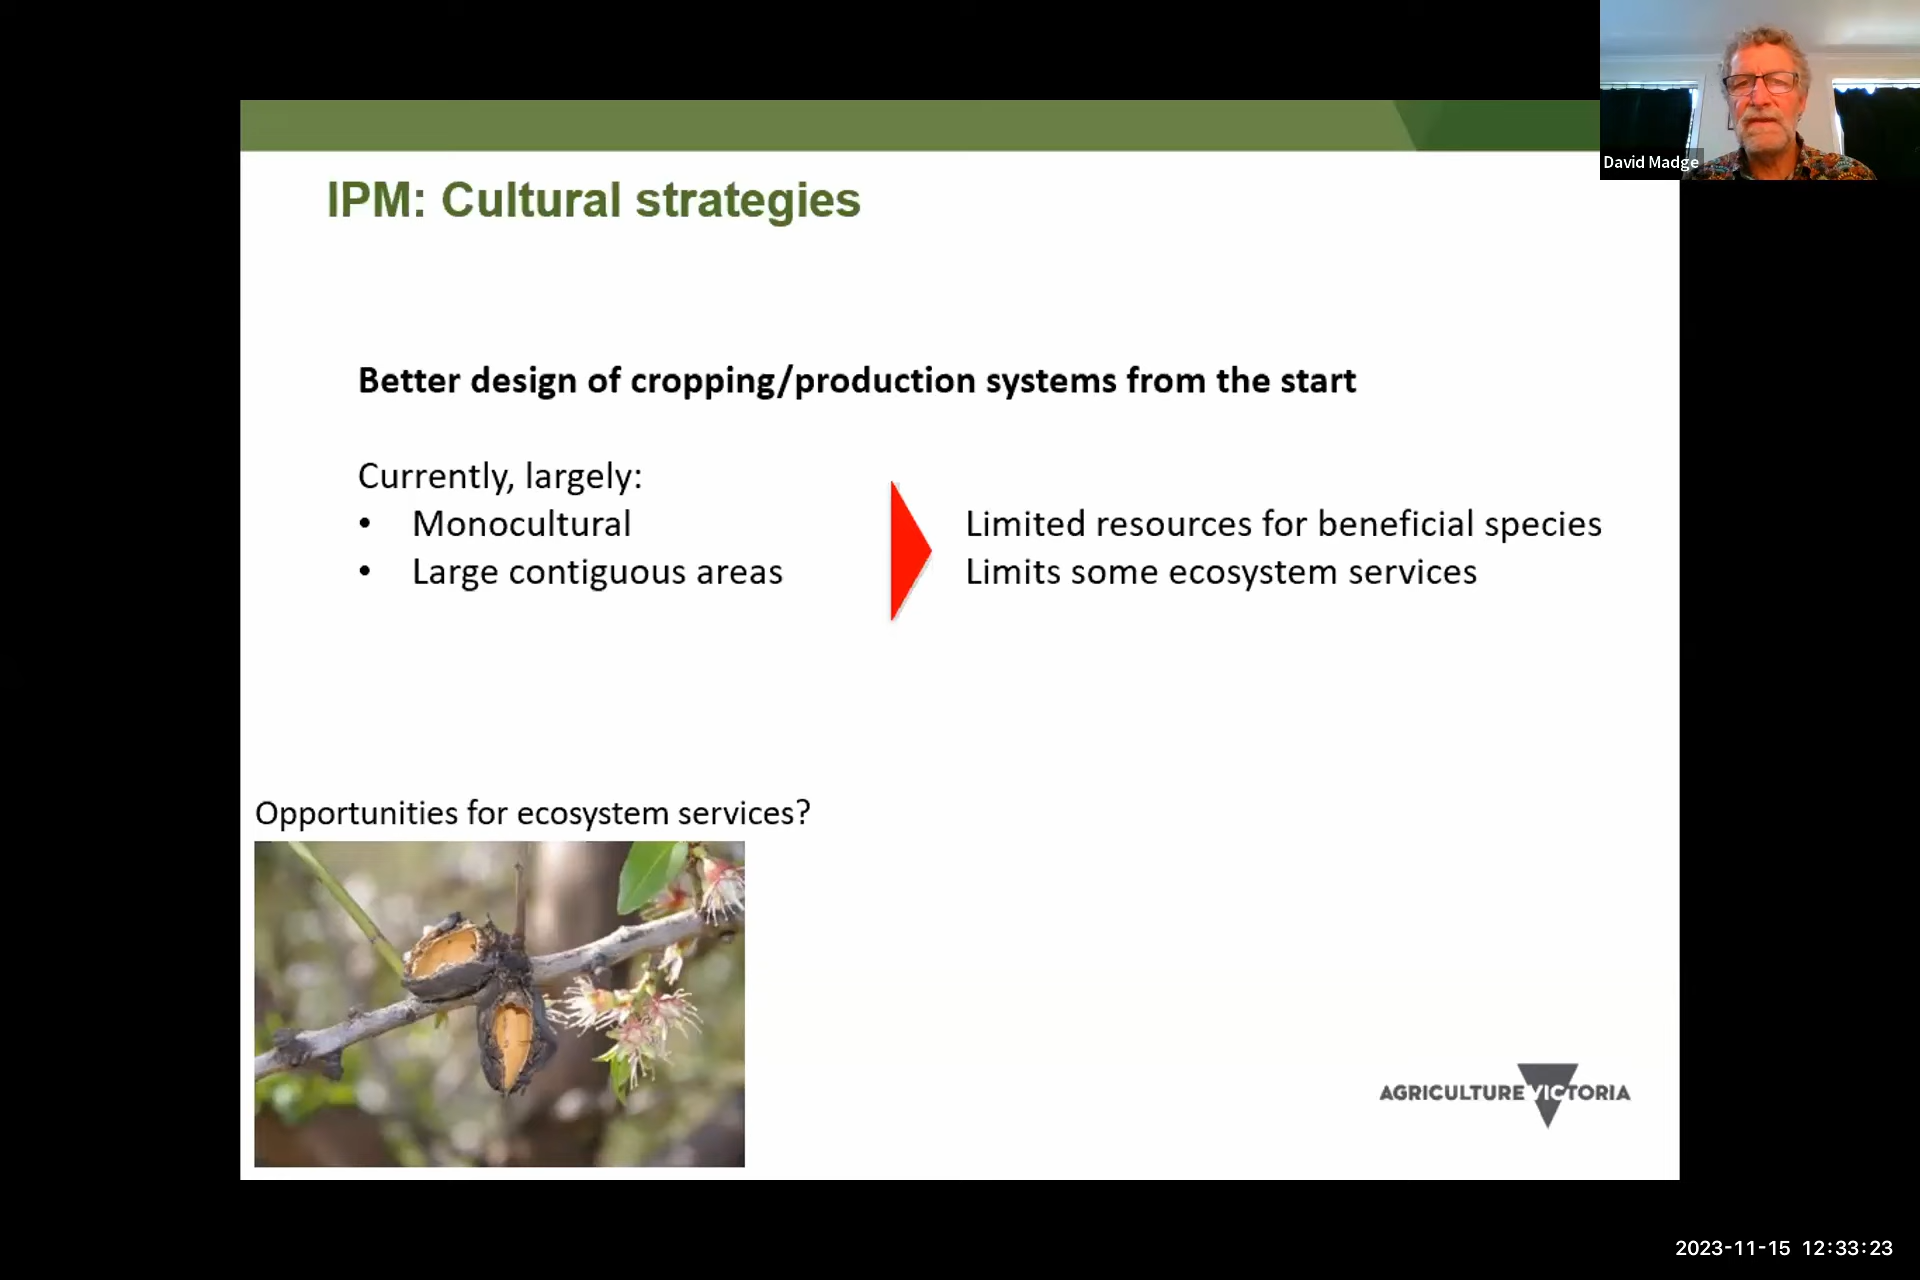 David Madge
IPM: Cultural strategies
Better design of cropping/production systems from the start
Currently, largely:
• Monocultural
• Large contiguous areas
Limited resources for beneficial species
Limits some ecosystem services
Opportunities for ecosystem services?
AGRICULTURE VICTORIA
2023-11-15 12:33:23